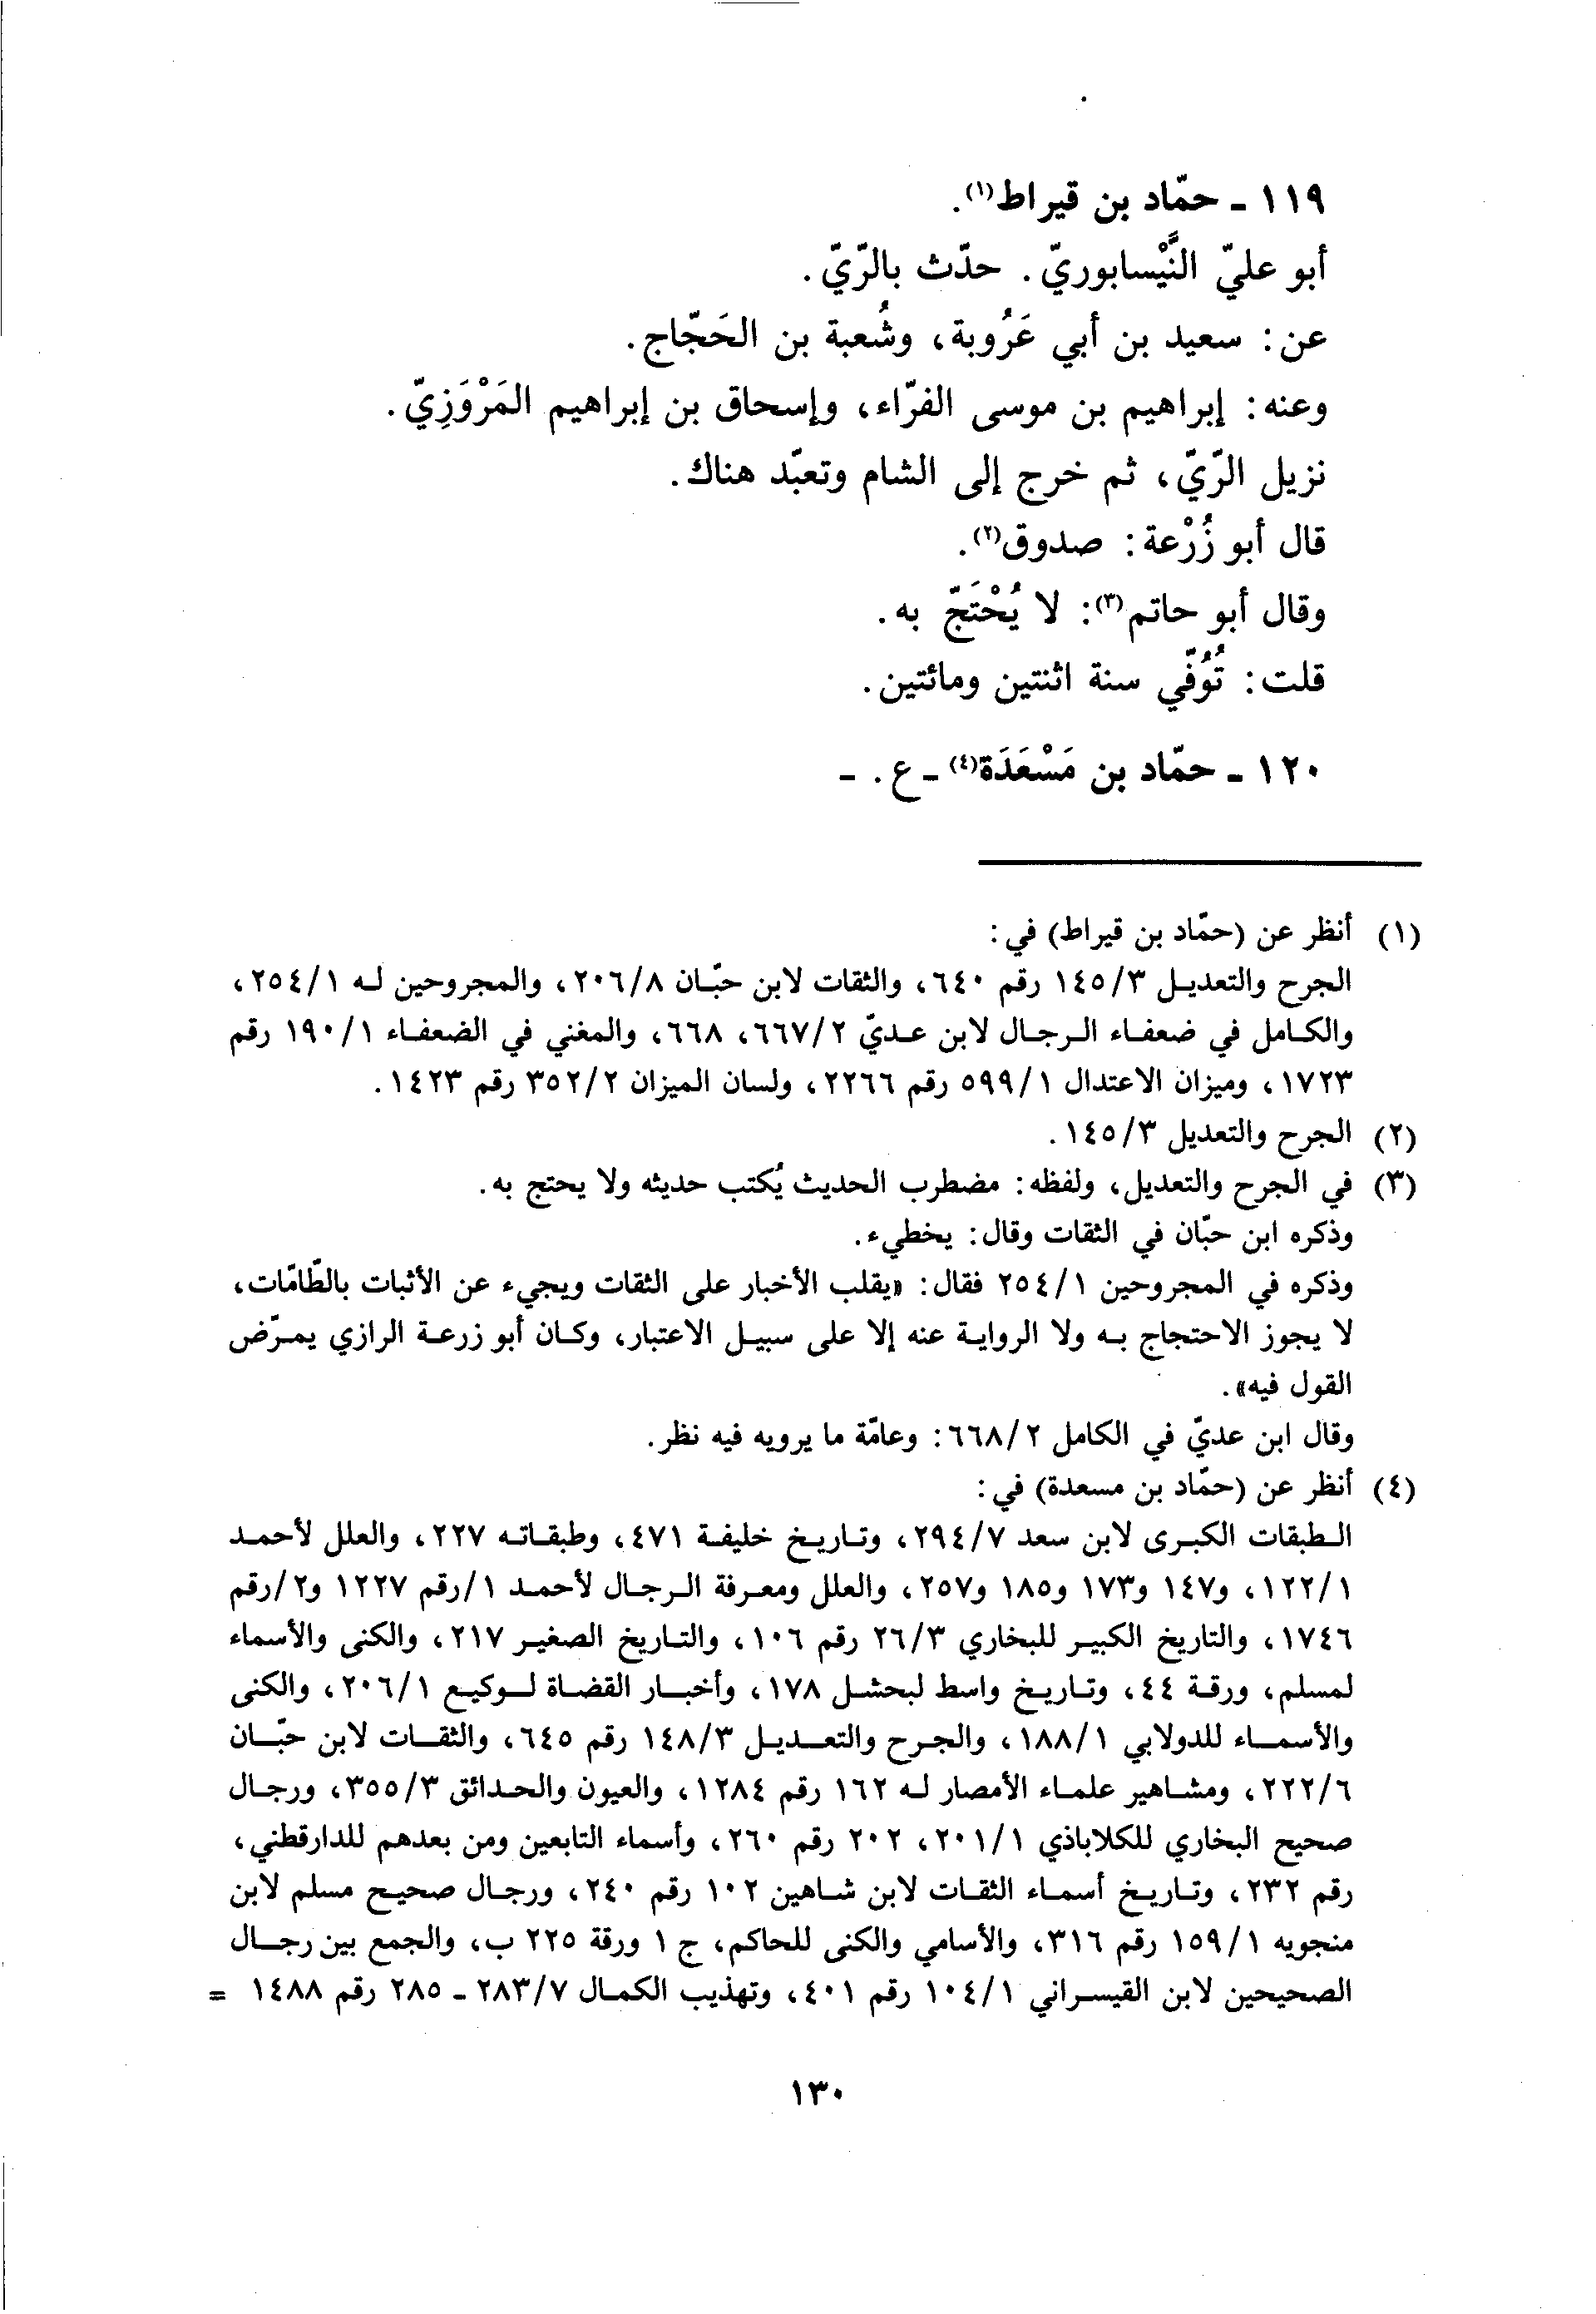 ١١٩ - حمّاد بن قيراط(١).
أبو عليّ النَّيْسابوريّ. حدّث بالرّيّ.
عن: سعيد بن أبي عَرُوبة، وشُعبة بن الحَجّاج.
وعنه: إبراهيم بن موسى الفرّاء، وإسحاق بن إبراهيم المَرْوَزِيّ.
نزيل الرّيّ، ثم خرج إلى الشام وتعبّد هناك.
قال أبو زُرْعة: صدوق(٢).
وقال أبو حاتم(٣): لا يُحْتَجّ به.
قلت: تُوُفّي سنة اثنتين ومائتين.
١٢٠ - حمّاد بن مَسْعَدَة(٤) - ع. -
(١) أنظر عن (حمّاد بن قيراط) في:
الجرح والتعديل ١٤٥/٣ رقم ٦٤٠، والثقات لابن حبّان ٢٠٦/٨، والمجروحين له ٢٥٤/١،
والكامل في ضعفاء الرجال لابن عديّ ٦٦٧/٢، ٦٦٨، والمغني في الضعفاء ١٩٠/١ رقم
١٧٢٣، وميزان الاعتدال ٥٩٩/١ رقم ٢٢٦٦، ولسان الميزان ٣٥٢/٢ رقم ١٤٢٣.
(٢) الجرح والتعديل ١٤٥/٣.
(٣) في الجرح والتعديل، ولفظه: مضطرب الحديث يُكتب حديثه ولا يحتج به.
وذكره ابن حبّان في الثقات وقال: يخطيء.
وذكره في المجروحين ٢٥٤/١ فقال: «يقلب الأخبار على الثقات ويجيء عن الأثبات بالطّامّات،
لا يجوز الاحتجاج به ولا الرواية عنه إلا على سبيل الاعتبار، وكان أبو زرعة الرازي يمرّض
القول فيه».
وقال ابن عديّ في الكامل ٦٦٨/٢: وعامّة ما يرويه فيه نظر.
(٤) أنظر عن (حمّاد بن مسعدة) في:
الطبقات الكبرى لابن سعد ٢٩٤/٧، وتاريخ خليفة ٤٧١، وطبقاته ٢٢٧، والعلل لأحمد
١٢٢/١، و١٤٧ و١٧٣ و١٨٥ و٢٥٧، والعلل ومعرفة الرجال لأحمد ١/رقم ١٢٢٧ و٢/رقم
١٧٤٦، والتاريخ الكبير للبخاري ٢٦/٣ رقم ١٠٦، والتاريخ الصغير ٢١٧، والكنى والأسماء
لمسلم، ورقة ٤٤، وتاريخ واسط لبحشل ١٧٨، وأخبار القضاة لوكيع ٢٠٦/١، والكنى
والأسماء للدولابي ١٨٨/١، والجرح والتعديل ١٤٨/٣ رقم ٦٤٥، والثقات لابن حبّان
٢٢٢/٦، ومشاهير علماء الأمصار له ١٦٢ رقم ١٢٨٤، والعيون والحدائق ٣٥٥/٣، ورجال
صحيح البخاري للكلاباذي ٢٠١/١، ٢٠٢ رقم ٢٦٠، وأسماء التابعين ومن بعدهم للدارقطني،
رقم ٢٣٢، وتاريخ أسماء الثقات لابن شاهين ١٠٢ رقم ٢٤٠، ورجال صحيح مسلم لابن
منجويه ١٥٩/١ رقم ٣١٦، والأسامي والكنى للحاكم، ج ١ ورقة ٢٢٥ ب، والجمع بين رجال
الصحيحين لابن القيسراني ١٠٤/١ رقم ٤٠١، وتهذيب الكمال ٢٨٣/٧ - ٢٨٥ رقم ١٤٨٨ =
١٣٠